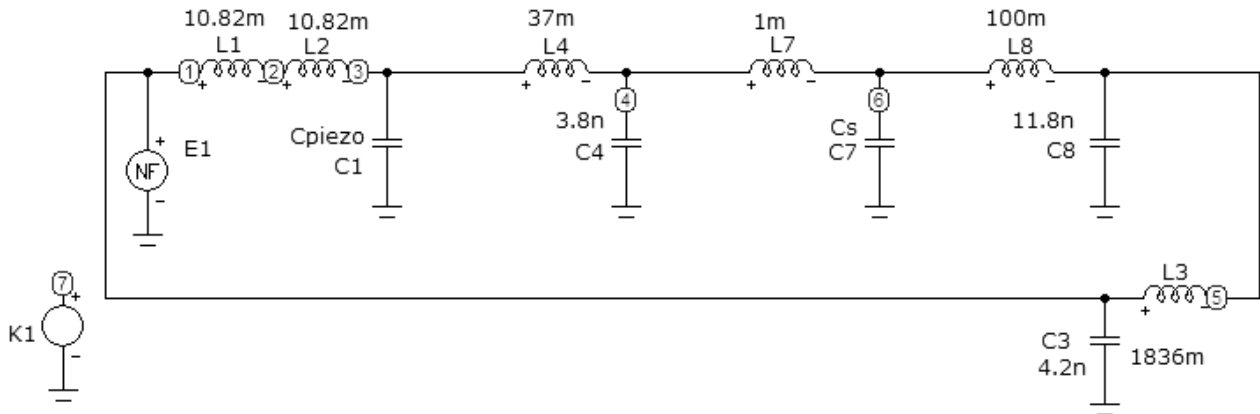 10.82m 10.82m 37m 1m 100m
L1 L2 L4 L7 L8
1 + - 2 + - 3 + - + - + -
4 6
+ E1 Cpiezo 3.8n Cs 11.8n
NF C1 C4 C7 C8
-
7 + L3
K1 + - 5
- C3 1836m
4.2n